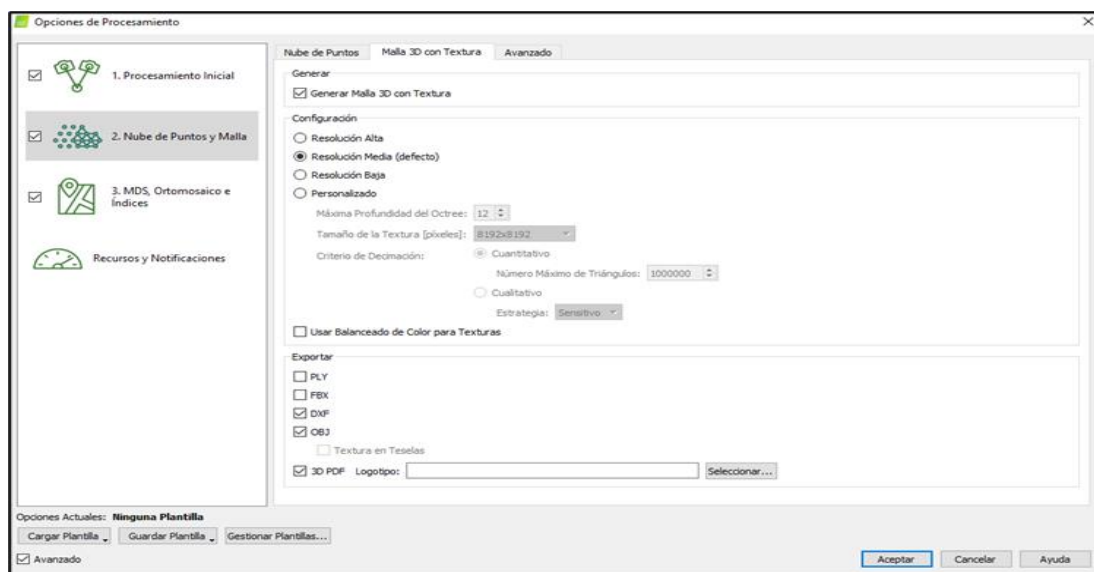 Opciones de Procesamiento
1. Procesamiento Inicial
2. Nube de Puntos y Malla
3. MDS, Ortomosaico e
Índices
Recursos y Notificaciones
Nube de Puntos Malla 3D con Textura Avanzado
Generar
Generar Malla 3D con Textura
Configuración
Resolución Alta
Resolución Media (defecto)
Resolución Baja
Personalizado
Máxima Profundidad del Octree: 12
Tamaño de la Textura [píxeles]: 8192x8192
Criterio de Decimación: Cuantitativo
Número Máximo de Triángulos: 1000000
Cualitativo
Estrategia: Sensitivo
Usar Balanceado de Color para Texturas
Exportar
PLY
FBX
DXF
OBJ
Textura en Teselas
3D PDF Logotipo: Seleccionar...
Opciones Actuales: Ninguna Plantilla
Cargar Plantilla Guardar Plantilla Gestionar Plantillas...
Avanzado Aceptar Cancelar Ayuda